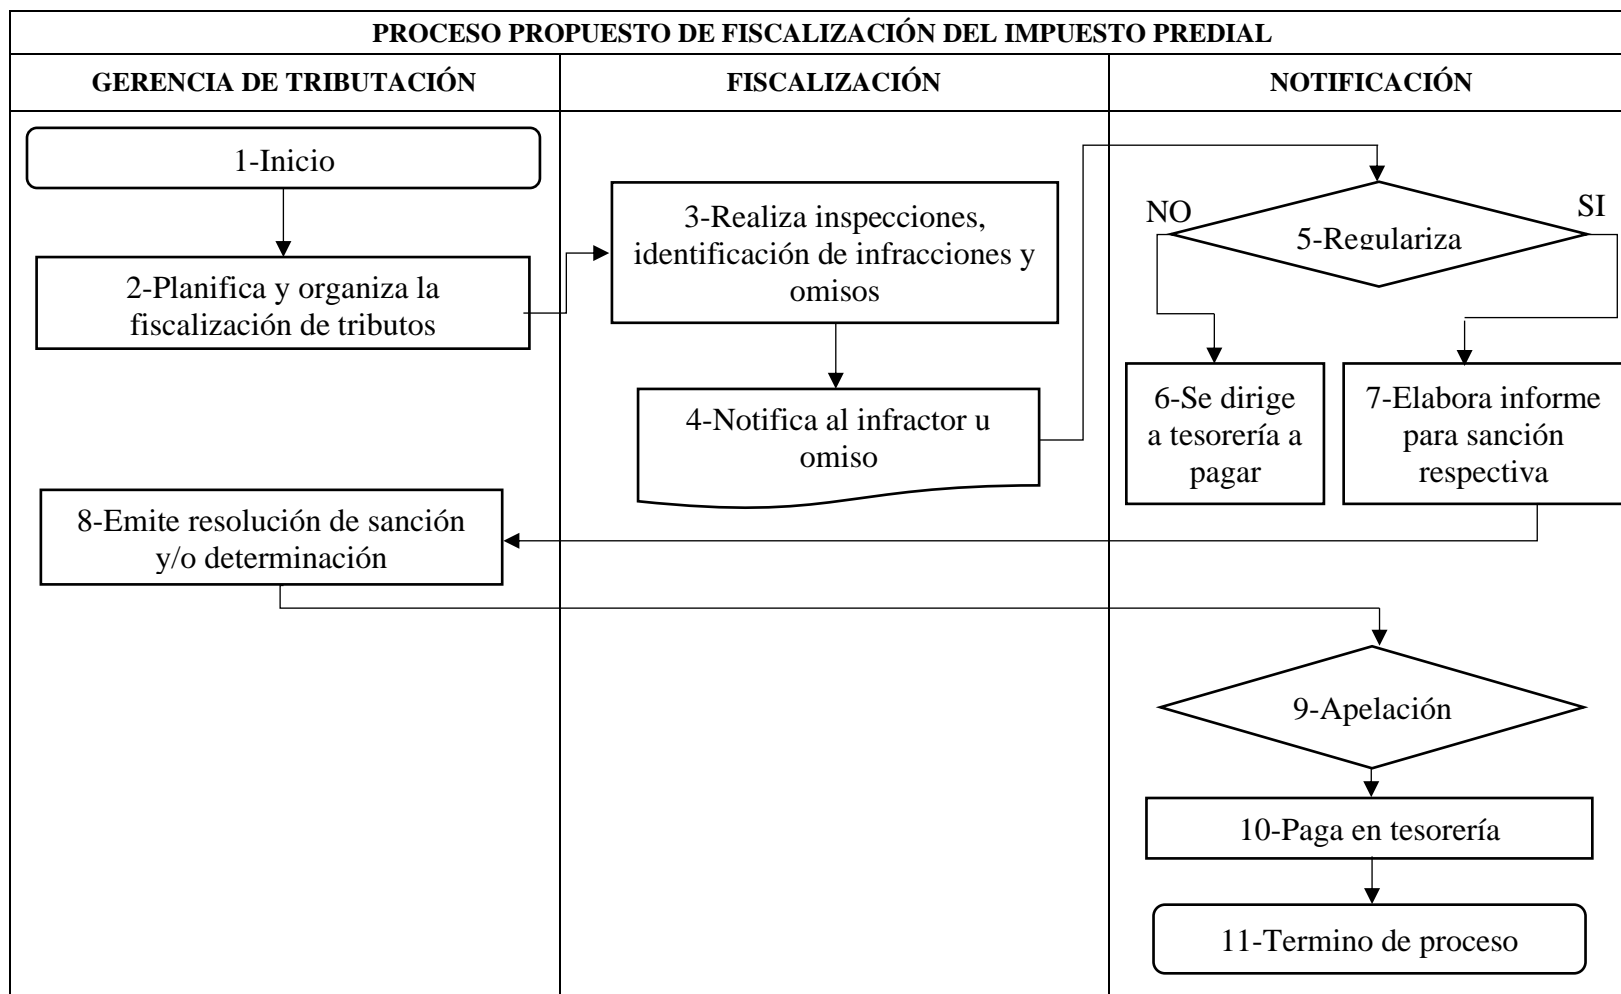 PROCESO PROPUESTO DE FISCALIZACIÓN DEL IMPUESTO PREDIAL
GERENCIA DE TRIBUTACIÓN
FISCALIZACIÓN
NOTIFICACIÓN
1-Inicio
2-Planifica y organiza la
fiscalización de tributos
3-Realiza inspecciones,
identificación de infracciones y
omisos
4-Notifica al infractor u
omiso
NO
SI
5-Regulariza
6-Se dirige
a tesorería a
pagar
7-Elabora informe
para sanción
respectiva
8-Emite resolución de sanción
y/o determinación
9-Apelación
10-Paga en tesorería
11-Termino de proceso